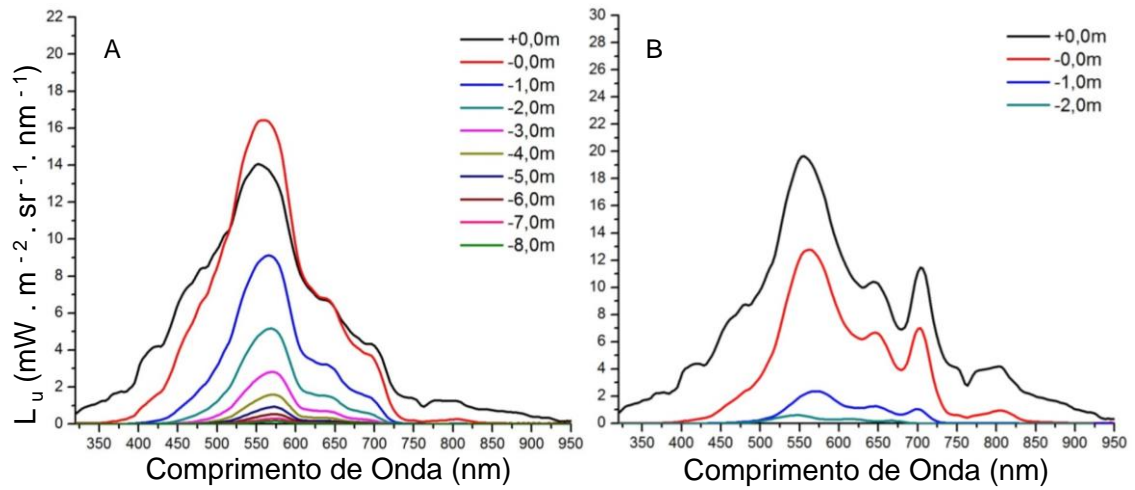 A
L u (mW . m - 2 . sr - 1 . nm - 1)
22
20
18
16
14
12
10
8
6
4
2
0
350 400 450 500 550 600 650 700 750 800 850 900 950
Comprimento de Onda (nm)
+0,0m
-0,0m
-1,0m
-2,0m
-3,0m
-4,0m
-5,0m
-6,0m
-7,0m
-8,0m
B
30
28
26
24
22
20
18
16
14
12
10
8
6
4
2
0
350 400 450 500 550 600 650 700 750 800 850 900 950
Comprimento de Onda (nm)
+0,0m
-0,0m
-1,0m
-2,0m